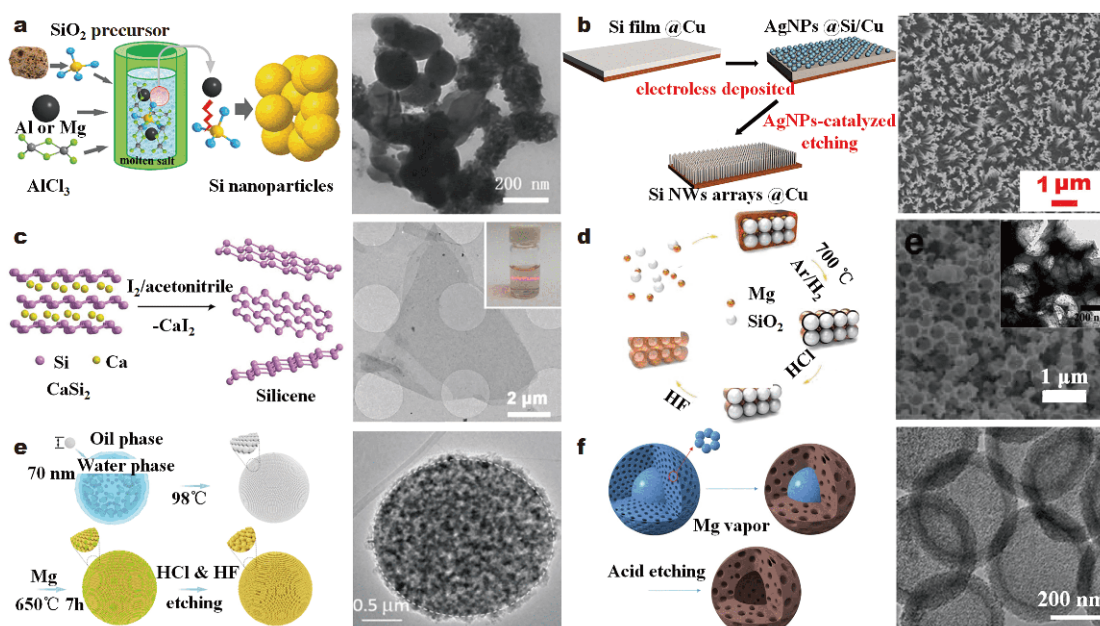 a
SiO2 precursor
Al or Mg
molten salt
AlCl3
Si nanoparticles
200 nm
b
Si film @Cu
AgNPs @Si/Cu
electroless deposited
AgNPs-catalyzed
etching
Si NWs arrays @Cu
1 μm
c
I2/acetonitrile
-CaI2
Si
Ca
CaSi2
Silicene
2 μm
d
700 ℃
Ar/H2
Mg
SiO2
HCl
HF
e
200 nm
1 μm
e
Oil phase
Water phase
70 nm
98℃
Mg
650℃ 7h
HCl & HF
etching
0.5 μm
f
Mg vapor
Acid etching
200 nm